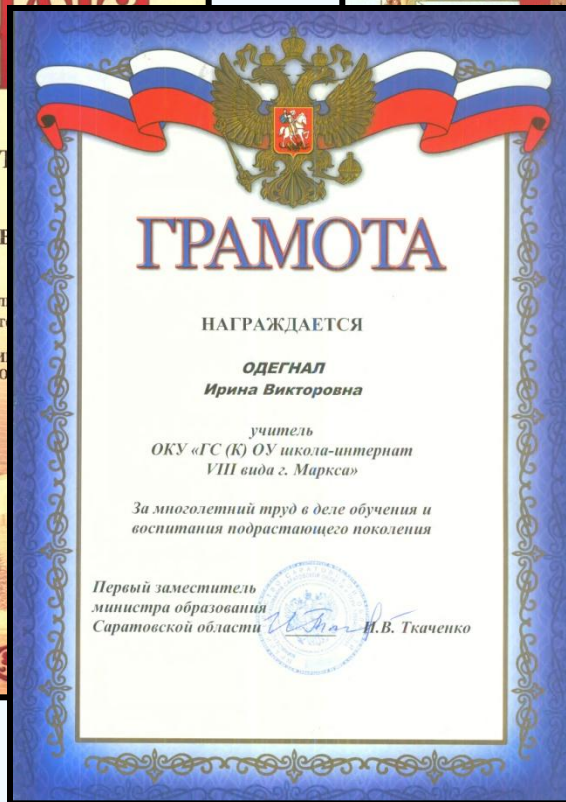 ГРАМОТА
НАГРАЖДАЕТСЯ
ОДЕГНАЛ
Ирина Викторовна
учитель
ОКУ «ГС (К) ОУ школа-интернат
VIII вида г. Маркса»
За многолетний труд в деле обучения и
воспитания подрастающего поколения
Первый заместитель
министра образования
Саратовской области И.В. Ткаченко